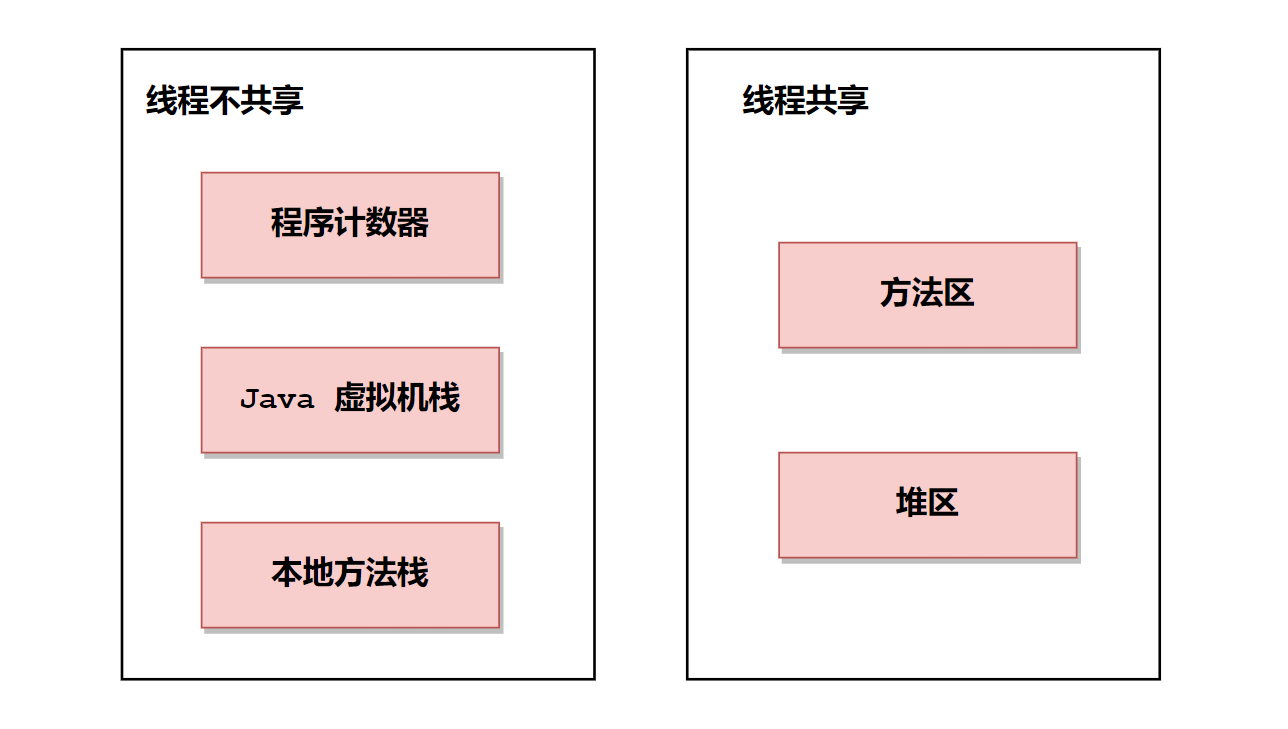 线程不共享
程序计数器
Java 虚拟机栈
本地方法栈
线程共享
方法区
堆区